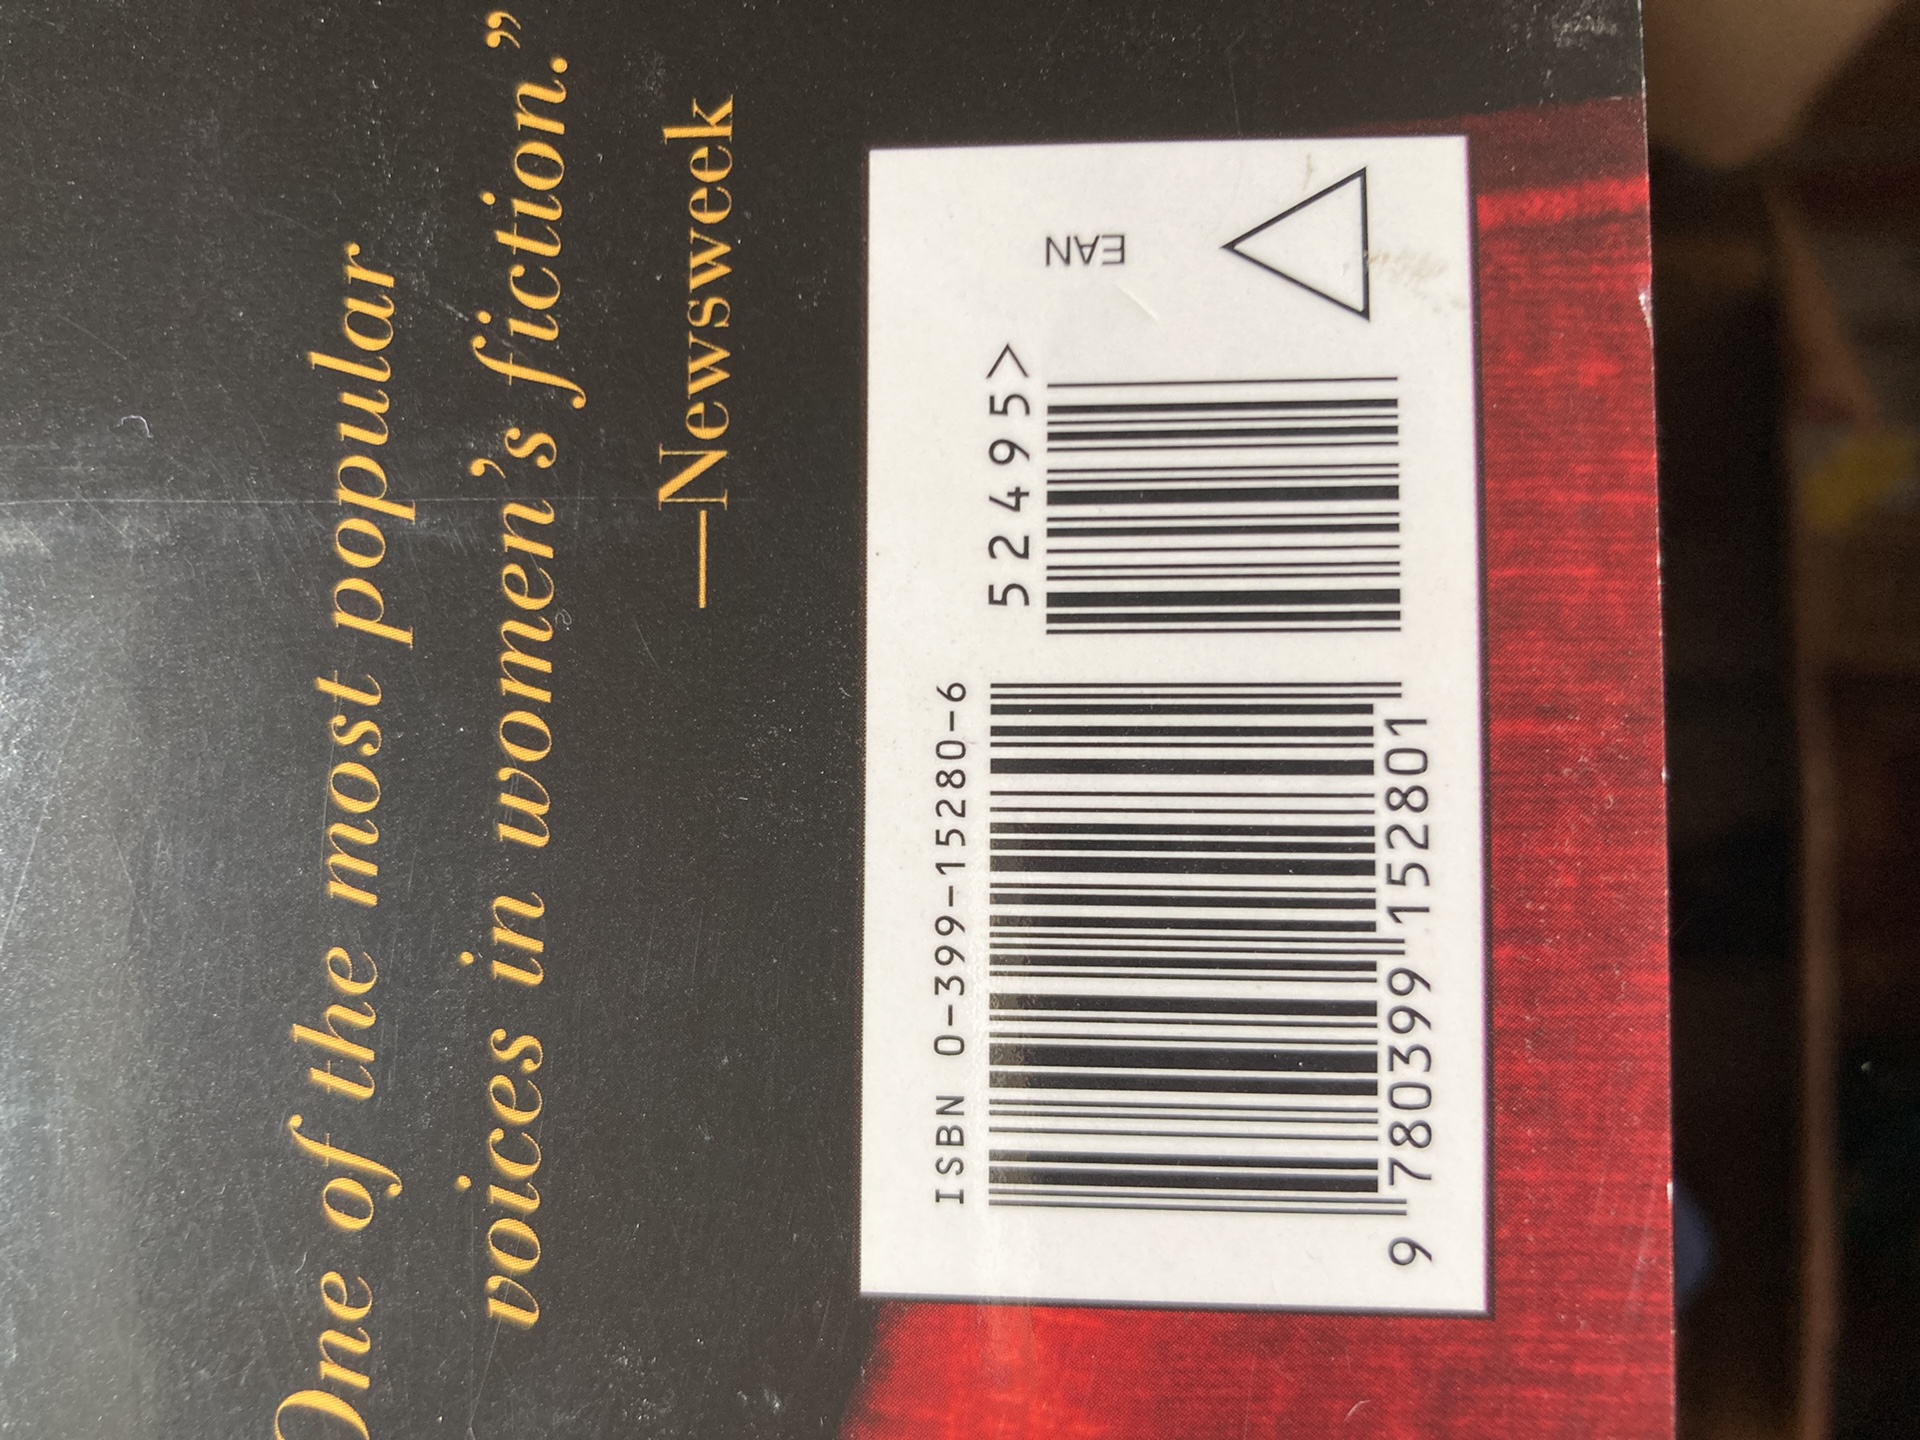 One of the most popular
voices in women's fiction.”
—Newsweek
ISBN 0-399-15280-6
52495>
9 780399 152801
EAN